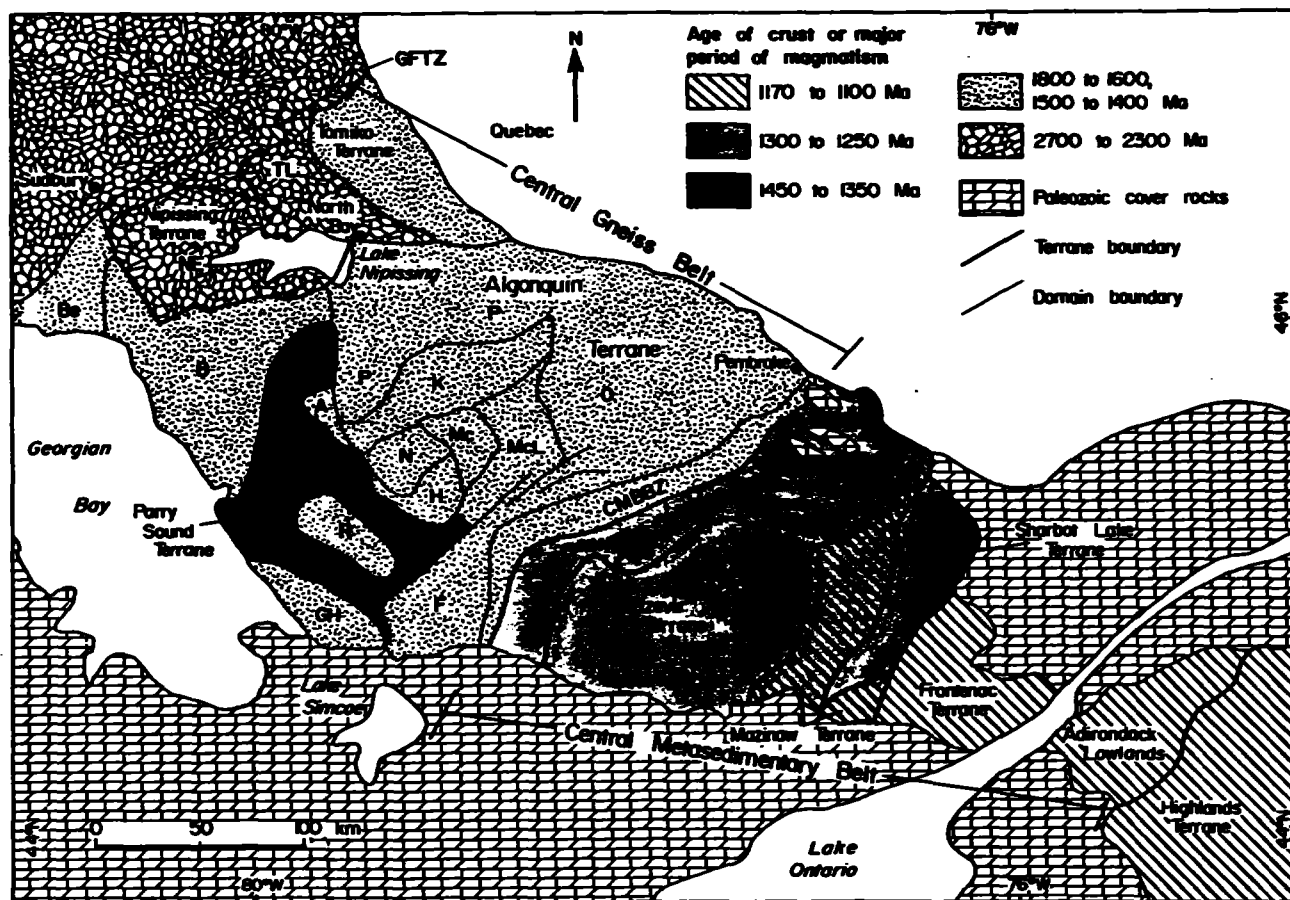 Age of crust or major
period of magmatism
1170 to 1100 Ma
1300 to 1250 Ma
1450 to 1350 Ma
1800 to 1600,
1500 to 1400 Ma
2700 to 2300 Ma
Paleozoic cover rocks
Terrane boundary
Domain boundary
76°W
N
GFTZ
Quebec
Tomiko
Terrane
Central Gneiss Belt
Sudbury
TL
North
Bay
Nipissing
Terrane
Lake
Nipissing
Algonquin
Terrane
Pembroke
46°N
Be
B
P
K
A
N
Mc
McL
H
R
O
CMBBZ
Georgian
Bay
Parry
Sound
Terrane
GH
F
Sharbot Lake
Terrane
Frontenac
Terrane
Adirondack
Lowlands
Highlands
Terrane
Mazinaw Terrane
Central Metasedimentary Belt
Lake
Simcoe
Lake
Ontario
0 50 100 km
44°N
80°W
76°W
44°N